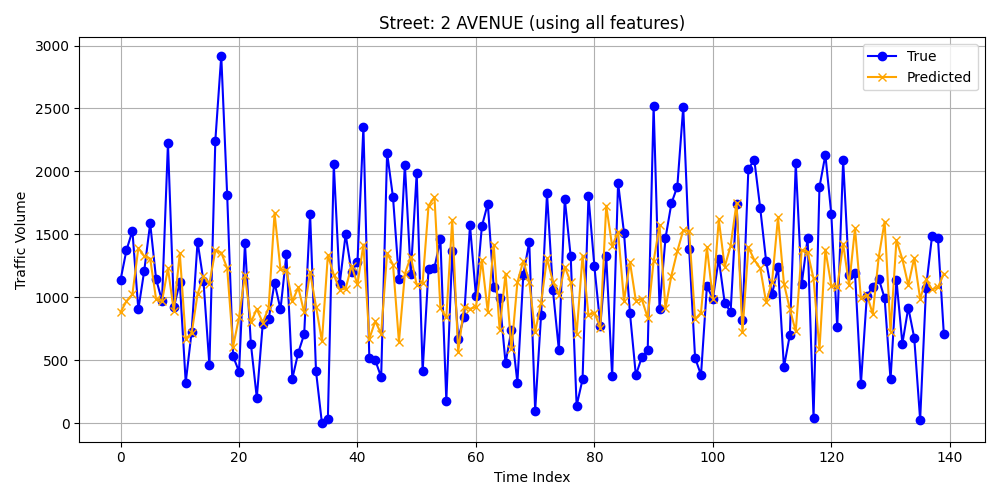 Street: 2 AVENUE (using all features)
True
Predicted
Traffic Volume
3000
2500
2000
1500
1000
500
0
0 20 40 60 80 100 120 140
Time Index